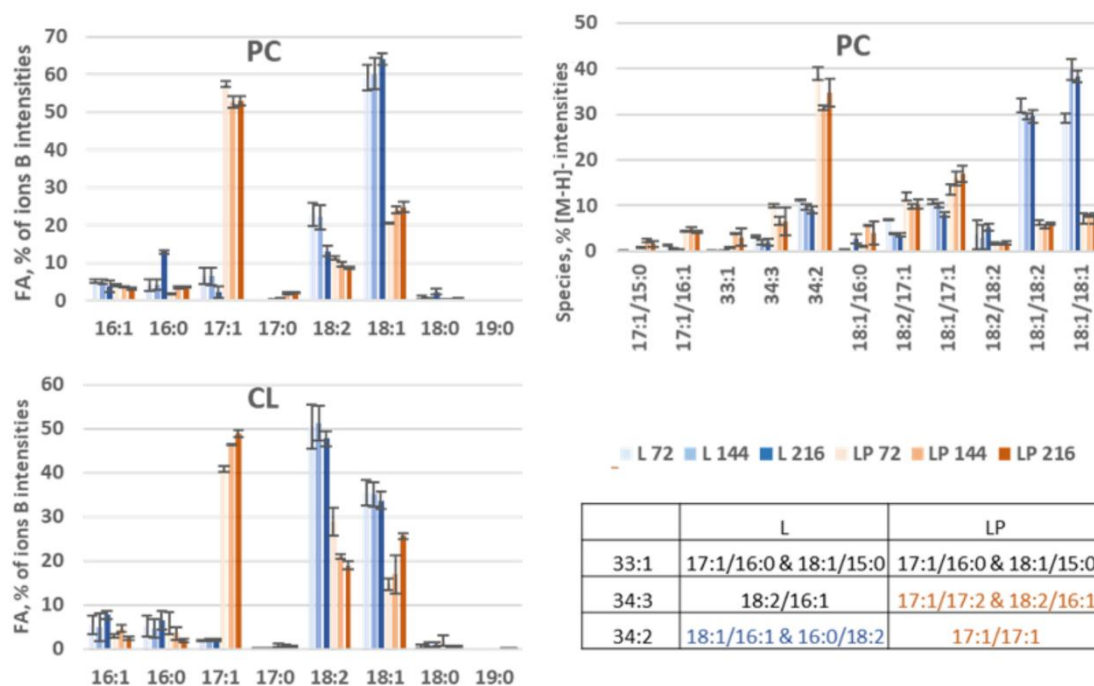 PC
FA, % of ions B intensities
70
60
50
40
30
20
10
0
16:1 16:0 17:1 17:0 18:2 18:1 18:0 19:0
PC
Species, % [M-H]- intensities
50
40
30
20
10
0
17:1/15:0
17:1/16:1
33:1
34:3
34:2
18:1/16:0
18:2/17:1
18:1/17:1
18:2/18:2
18:1/18:2
18:1/18:1
CL
FA, % of ions B intensities
60
50
40
30
20
10
0
16:1 16:0 17:1 17:0 18:2 18:1 18:0 19:0
L 72 L 144 L 216 LP 72 LP 144 LP 216
L LP
33:1 17:1/16:0 & 18:1/15:0 17:1/16:0 & 18:1/15:0
34:3 18:2/16:1 17:1/17:2 & 18:2/16:1
34:2 18:1/16:1 & 16:0/18:2 17:1/17:1